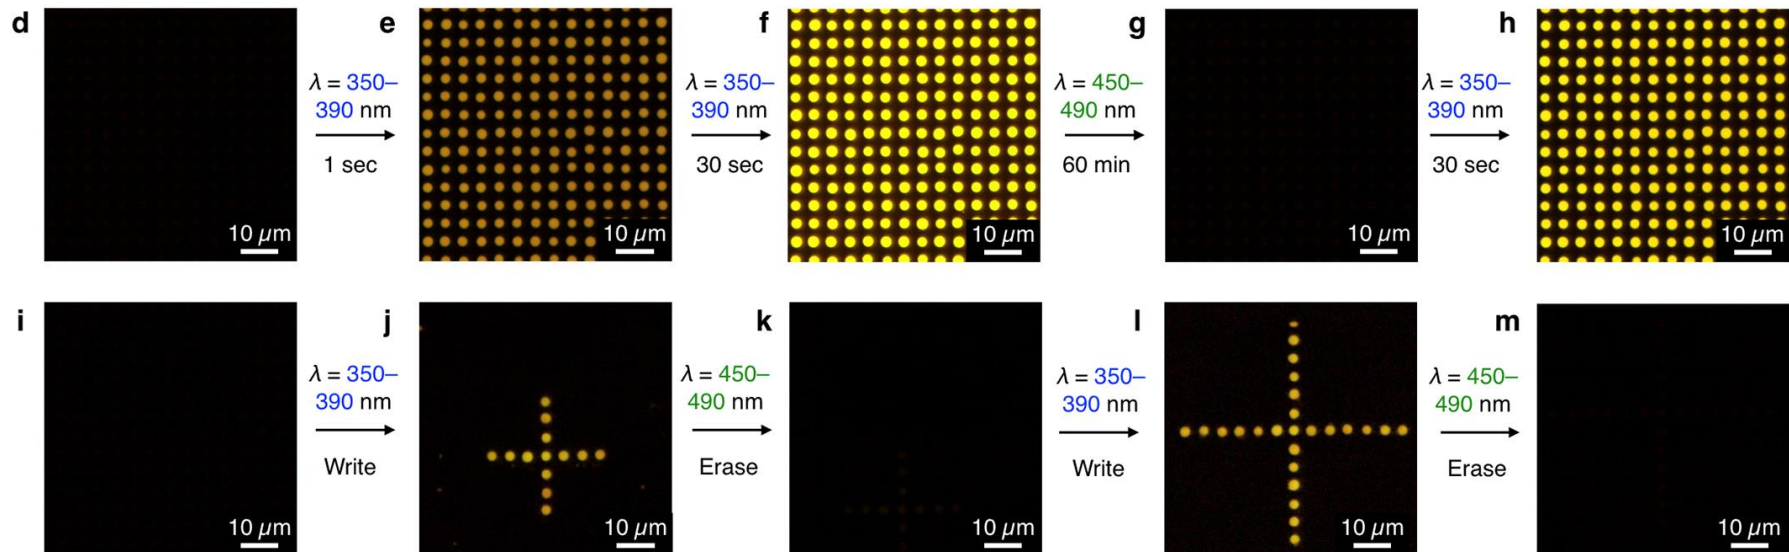 d
e
f
g
h
λ = 350–
390 nm
1 sec
λ = 350–
390 nm
30 sec
λ = 450–
490 nm
60 min
λ = 350–
390 nm
30 sec
10 µm
10 µm
10 µm
10 µm
10 µm
i
j
k
l
m
λ = 350–
390 nm
Write
λ = 450–
490 nm
Erase
λ = 350–
390 nm
Write
λ = 450–
490 nm
Erase
10 µm
10 µm
10 µm
10 µm
10 µm